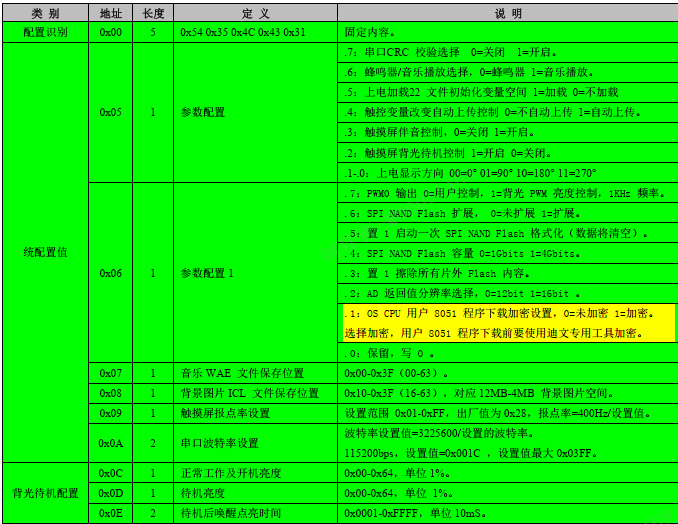 类 别 地址 长度 定 义 说 明
配置识别 0x00 5 0x54 0x35 0x4C 0x43 0x31 固定内容。
统配置值
0x05 1 参数配置
.7：串口CRC 校验选择 0=关闭 1=开启。
.6：蜂鸣器/音乐播放选择，0=蜂鸣器 1=音乐播放。
.5：上电加载22 文件初始化变量空间 1=加载 0=不加载
.4：触控变量改变自动上传控制 0=不自动上传 1=自动上传。
.3：触摸屏伴音控制，0=关闭 1=开启。
.2：触摸屏背光待机控制 1=开启 0=关闭。
.1-.0：上电显示方向 00=0° 01=90° 10=180° 11=270°
0x06 1 参数配置1
.7：PWM0 输出 0=用户控制，1=背光 PWM 亮度控制，1KHz 频率。
.6：SPI NAND Flash 扩展， 0=未扩展 1=扩展。
.5：置 1 启动一次 SPI NAND Flash 格式化（数据将清空）。
.4：SPI NAND Flash 容量 0=1Gbits 1=4Gbits。
.3：置 1 擦除所有片外 Flash 内容。
.2：AD 返回值分辨率选择，0=12bit 1=16bit 。
.1：OS CPU 用户 8051 程序下载加密设置，0=未加密 1=加密。
选择加密，用户 8051 程序下载前要使用迪文专用工具加密。
.0：保留，写 0 。
0x07 1 音乐 WAE 文件保存位置 0x00-0x3F（00-63）。
0x08 1 背景图片 ICL 文件保存位置 0x10-0x3F（16-63），对应12MB-4MB 背景图片空间。
0x09 1 触摸屏报点率设置 设置范围 0x01-0xFF，出厂值为0x28，报点率=400Hz/设置值。
0x0A 2 串口波特率设置
波特率设置值=3225600/设置的波特率。
115200bps，设置值=0x001C ，设置值最大0x03FF。
背光待机配置
0x0C 1 正常工作及开机亮度 0x00-0x64，单位1%。
0x0D 1 待机亮度 0x00-0x64，单位 1%。
0x0E 2 待机后唤醒点亮时间 0x0001-0xFFFF，单位10mS。